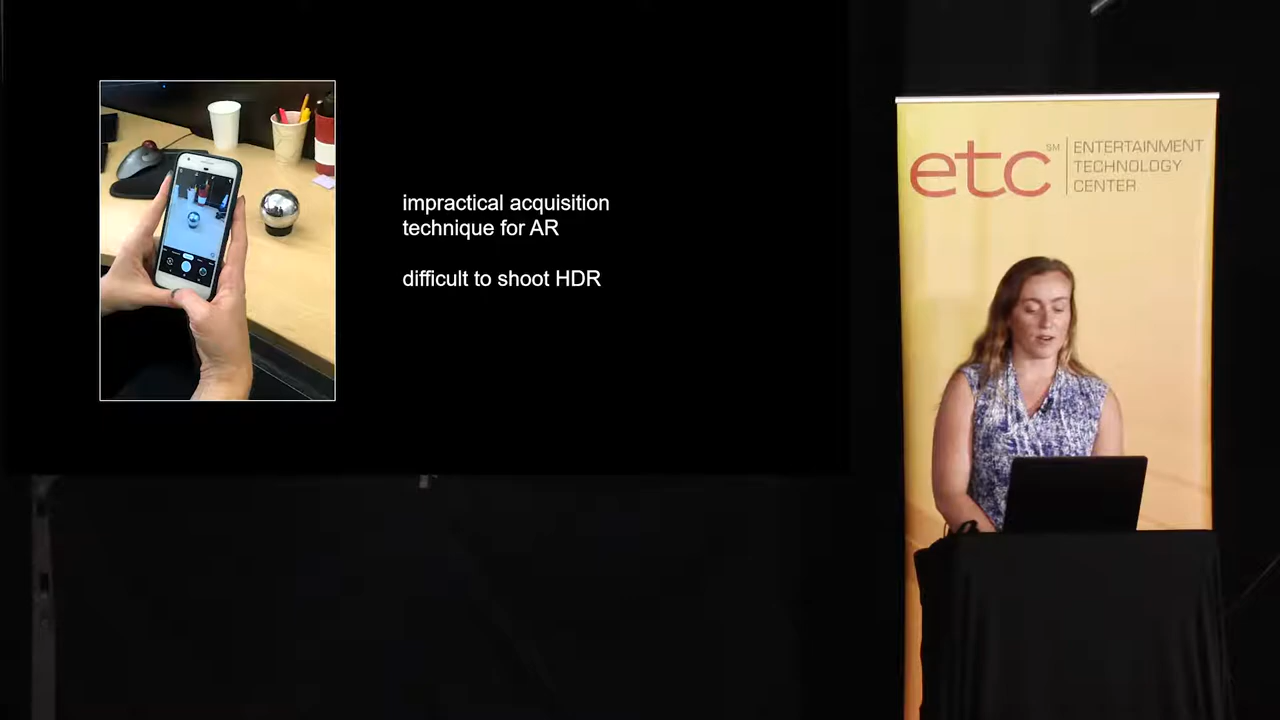 impractical acquisition
technique for AR
difficult to shoot HDR
etc SM
ENTERTAINMENT
TECHNOLOGY
CENTER